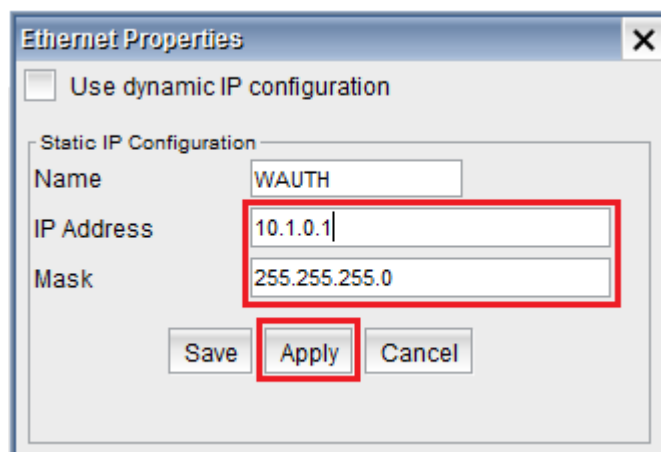 Ethernet Properties
Use dynamic IP configuration
Static IP Configuration
Name WAUTH
IP Address 10.1.0.1
Mask 255.255.255.0
Save Apply Cancel